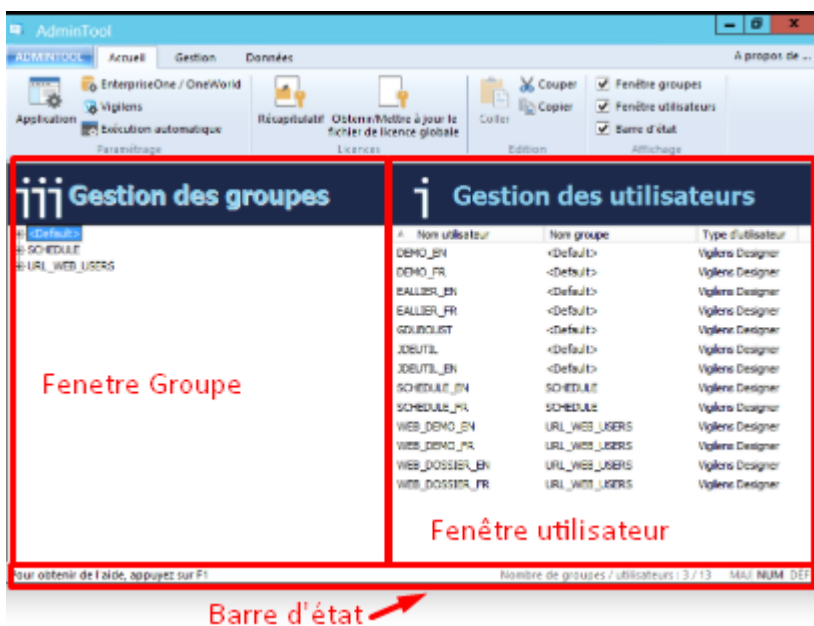 AdminTool
ADMINTOOL Accueil Gestion Données A propos de ...
EnterpriseOne / OneWorld
Vigilens
Exécution automatique
Application
Paramétrage
Récapitulatif
Obtenir/Mettre à jour le
fichier de licence globale
Licences
Coller
Couper
Copier
Edition
Fenêtre groupes
Fenêtre utilisateurs
Barre d'état
Affichage
Gestion des groupes
<Default>
SCHEDULE
URL_WEB_USERS
Fenetre Groupe
Gestion des utilisateurs
Nom utilisateur Nom groupe Type d'utilisateur
DEMO_EN <Default> Vigilens Designer
DEMO_FR <Default> Vigilens Designer
EALLIER_EN <Default> Vigilens Designer
EALLIER_FR <Default> Vigilens Designer
GDUBOUST <Default> Vigilens Designer
JDEUTIL <Default> Vigilens Designer
JDEUTIL_EN <Default> Vigilens Designer
SCHEDULE_EN SCHEDULE Vigilens Designer
SCHEDULE_FR SCHEDULE Vigilens Designer
WEB_DEMO_EN URL_WEB_USERS Vigilens Designer
WEB_DEMO_FR URL_WEB_USERS Vigilens Designer
WEB_DOSSIER_EN URL_WEB_USERS Vigilens Designer
WEB_DOSSIER_FR URL_WEB_USERS Vigilens Designer
Fenêtre utilisateur
Pour obtenir de l'aide, appuyez sur F1
Nombre de groupes / utilisateurs : 3 / 13 MAJ NUM DEF
Barre d'état